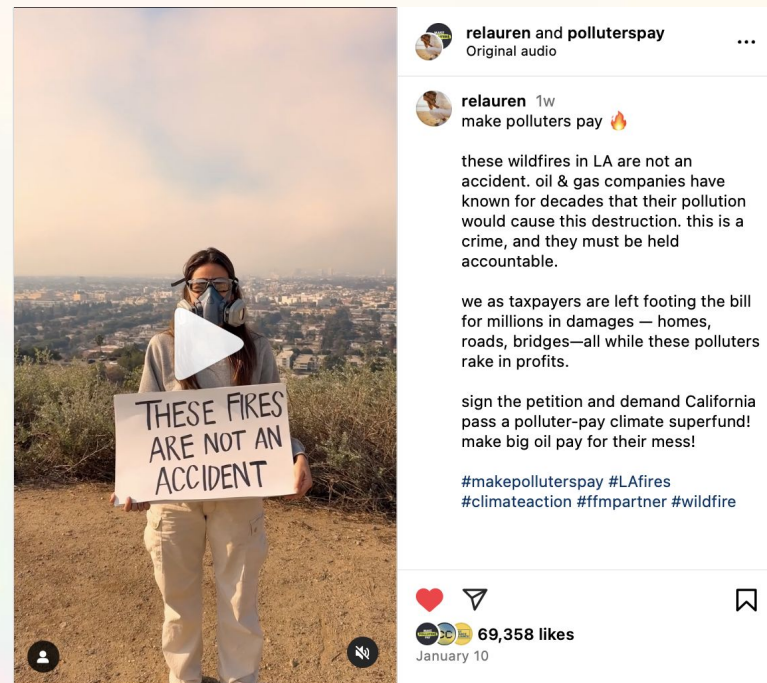 THESE FIRES
ARE NOT AN
ACCIDENT
relauren and polluterspay
Original audio
relauren 1w
make polluters pay 🔥
these wildfires in LA are not an
accident. oil & gas companies have
known for decades that their pollution
would cause this destruction. this is a
crime, and they must be held
accountable.
we as taxpayers are left footing the bill
for millions in damages — homes,
roads, bridges—all while these polluters
rake in profits.
sign the petition and demand California
pass a polluter-pay climate superfund!
make big oil pay for their mess!
#makepolluterspay #LAfires
#climateaction #ffmpartner #wildfire
69,358 likes
January 10